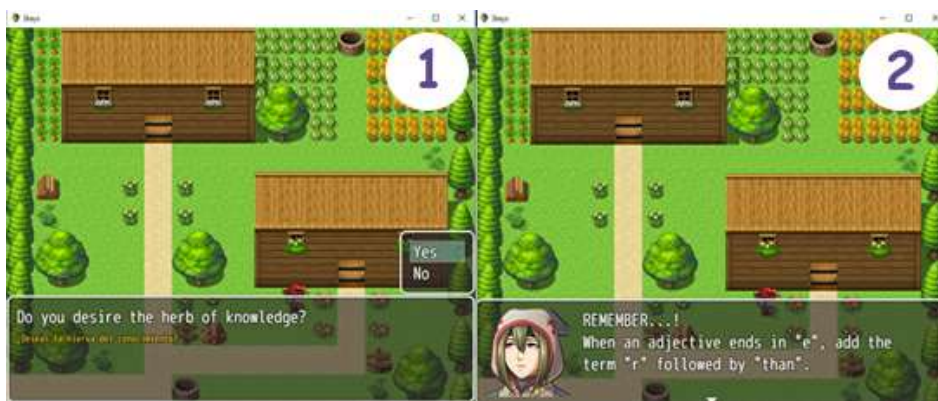 1
Yes
No
Do you desire the herb of knowledge?
2
REMEMBER...!
When an adjective ends in "e", add the
term "r" followed by "than".